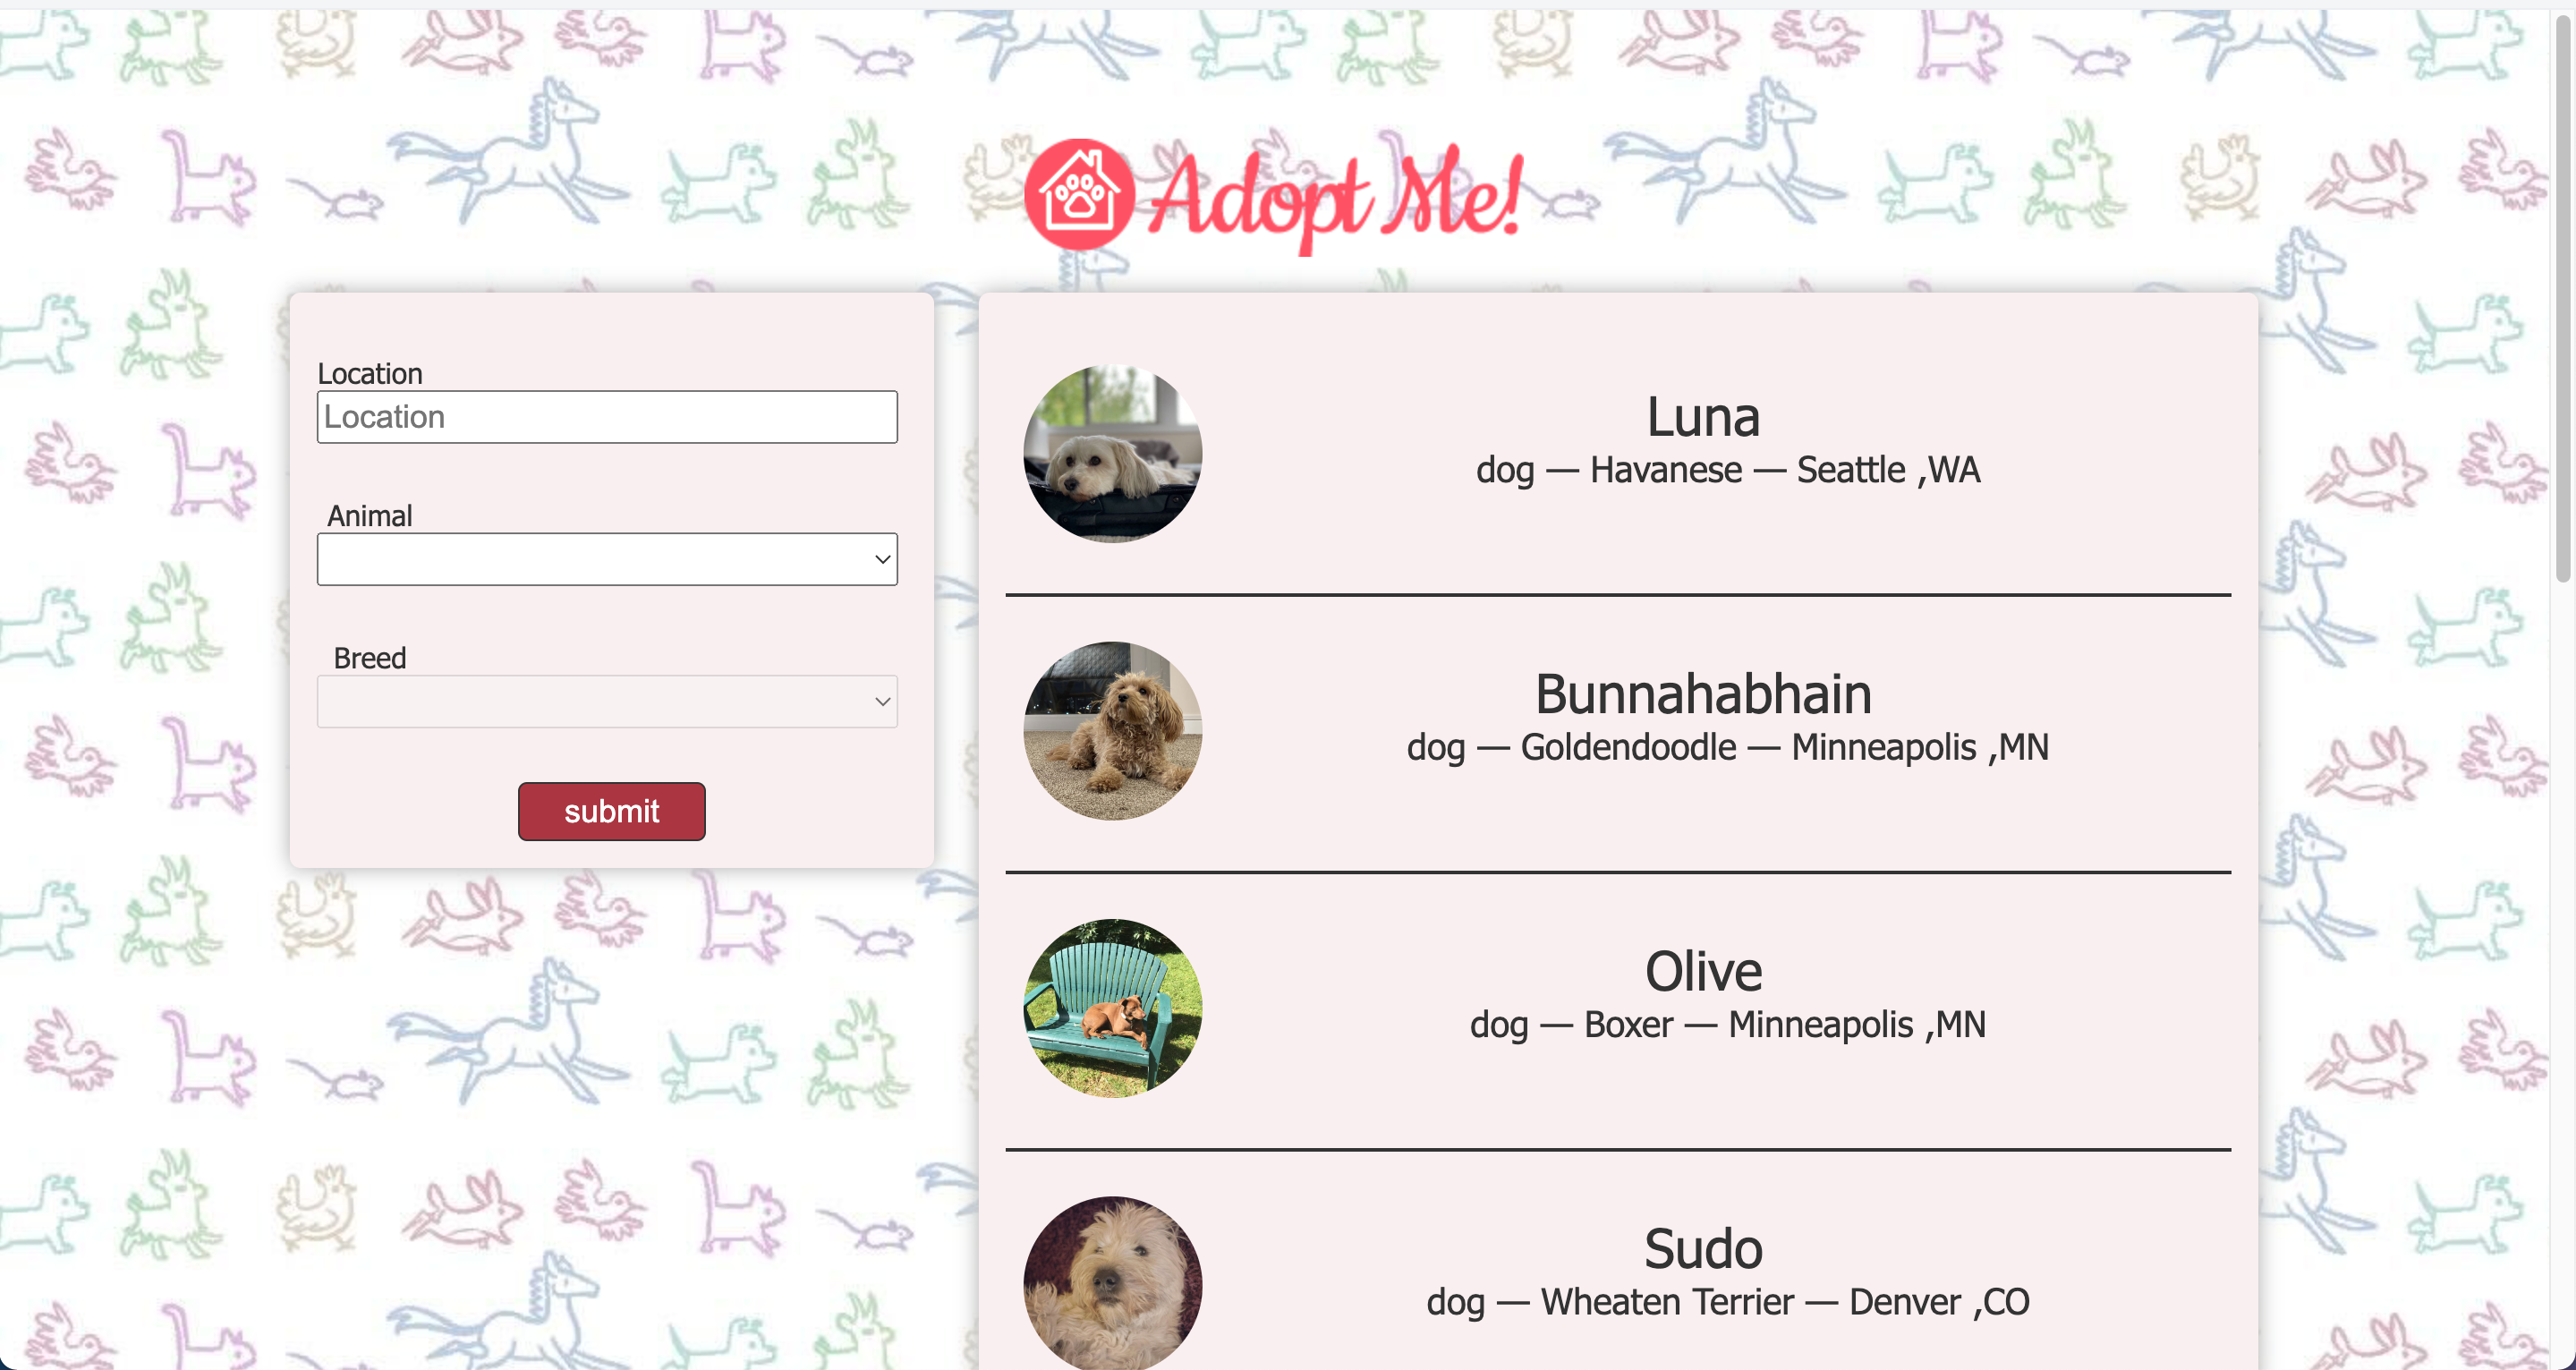 Adopt Me!
Location
Location
Animal
Breed
submit
Luna
dog — Havanese — Seattle ,WA
Bunnahabhain
dog — Goldendoodle — Minneapolis ,MN
Olive
dog — Boxer — Minneapolis ,MN
Sudo
dog — Wheaten Terrier — Denver ,CO